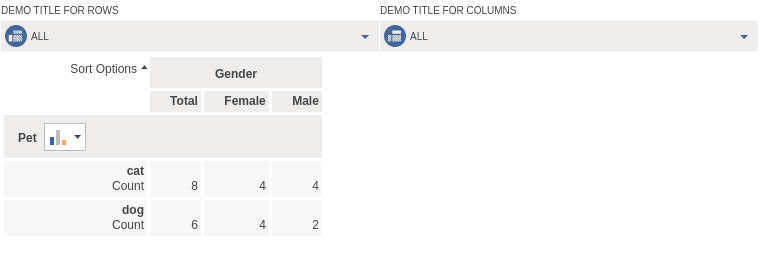 DEMO TITLE FOR ROWS
DEMO TITLE FOR COLUMNS
ALL
ALL
Sort Options
Gender
Total Female Male
Pet
cat
Count 8 4 4
dog
Count 6 4 2